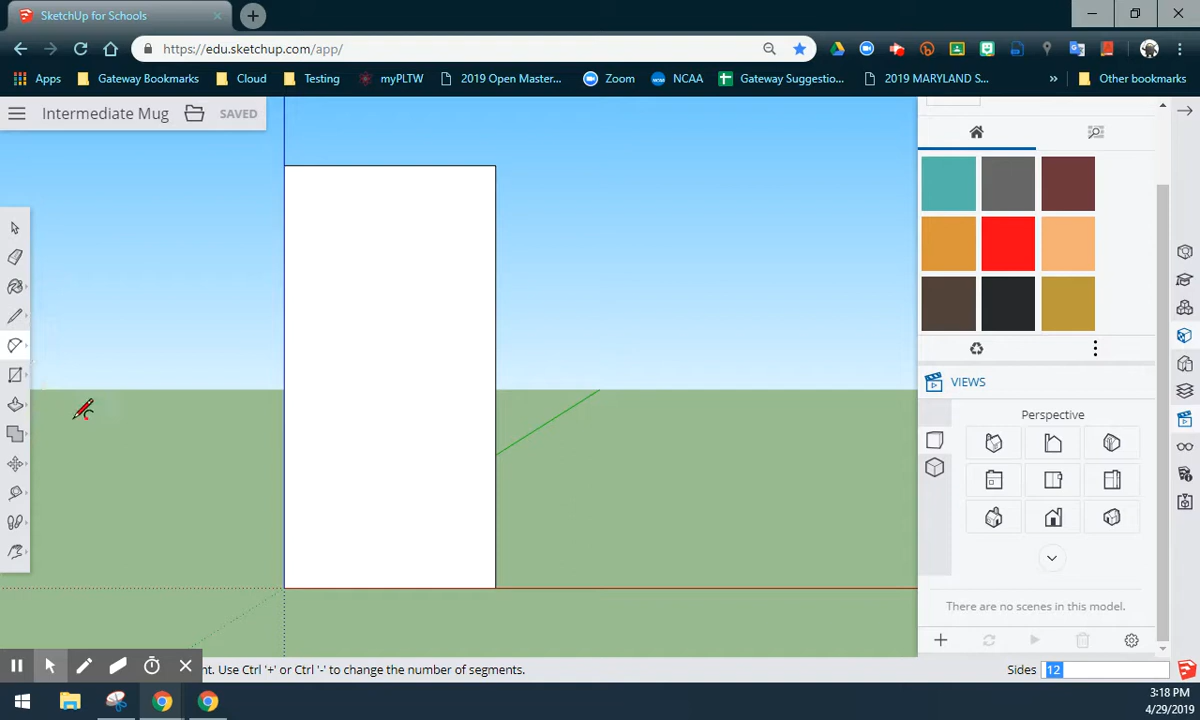 SketchUp for Schools
https://edu.sketchup.com/app/
Apps Gateway Bookmarks Cloud Testing myPLTW 2019 Open Master... Zoom NCAA Gateway Suggestio... 2019 MARYLAND S... » Other bookmarks
Intermediate Mug SAVED
VIEWS
Perspective
There are no scenes in this model.
nt. Use Ctrl '+' or Ctrl '-' to change the number of segments.
Sides 12
3:18 PM
4/29/2019